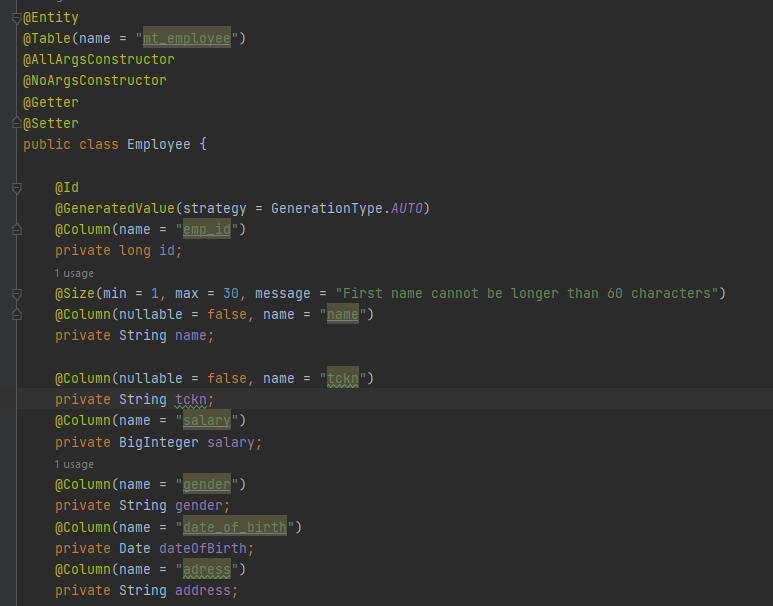 @Entity
@Table(name = "mt_employee")
@AllArgsConstructor
@NoArgsConstructor
@Getter
@Setter
public class Employee {
@Id
@GeneratedValue(strategy = GenerationType.AUTO)
@Column(name = "emp_id")
private long id;
1 usage
@Size(min = 1, max = 30, message = "First name cannot be longer than 60 characters")
@Column(nullable = false, name = "name")
private String name;
@Column(nullable = false, name = "tckn")
private String tckn;
@Column(name = "salary")
private BigInteger salary;
1 usage
@Column(name = "gender")
private String gender;
@Column(name = "date_of_birth")
private Date dateOfBirth;
@Column(name = "adress")
private String address;